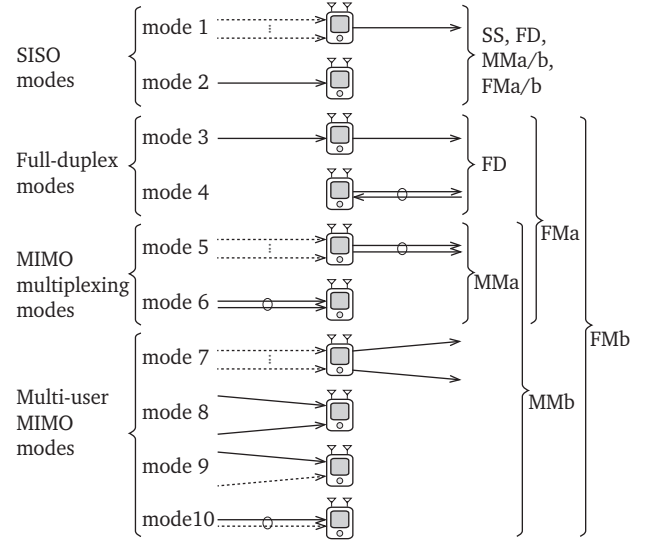 mode 1
SISO
modes
mode 2
SS, FD,
MMa/b,
FMa/b
mode 3
Full-duplex
modes
mode 4
FD
FMa
mode 5
MIMO
multiplexing
modes
mode 6
MMa
FMb
mode 7
Multi-user
MIMO
modes
mode 8
MMb
mode 9
mode10